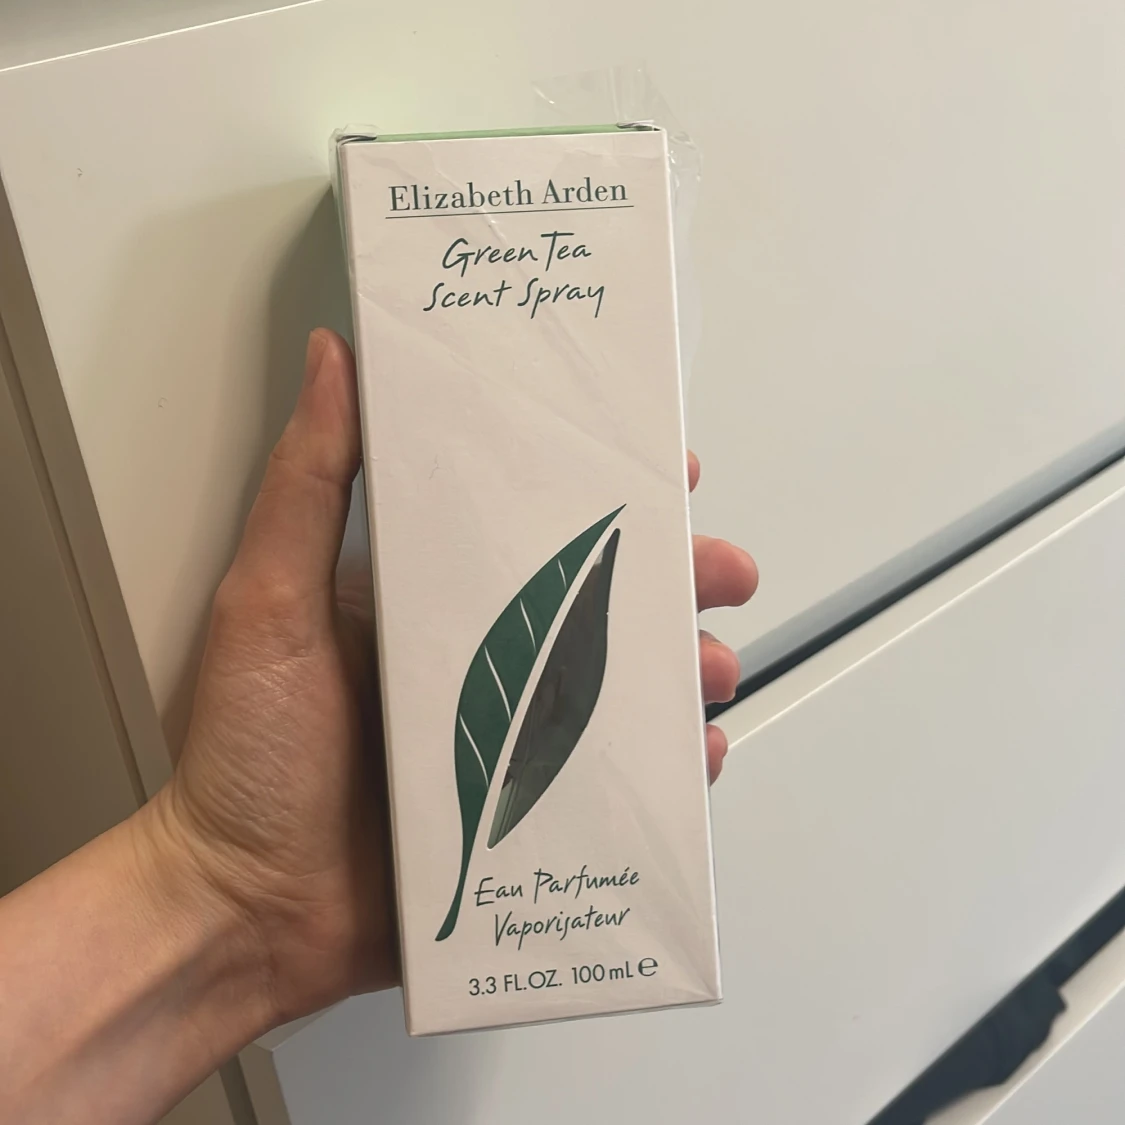 Elizabeth Arden
Green Tea
Scent Spray
Eau Parfumée
Vaporisateur
3.3 FL.OZ. 100 mL ℮